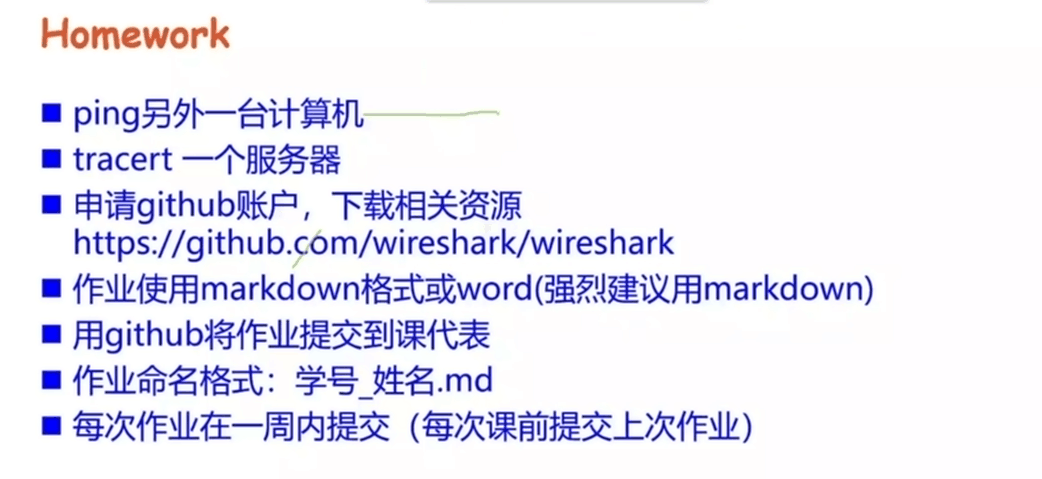 Homework
ping另外一台计算机
tracert 一个服务器
申请github账户，下载相关资源
https://github.com/wireshark/wireshark
作业使用markdown格式或word(强烈建议用markdown)
用github将作业提交到课代表
作业命名格式：学号_姓名.md
每次作业在一周内提交（每次课前提交上次作业）